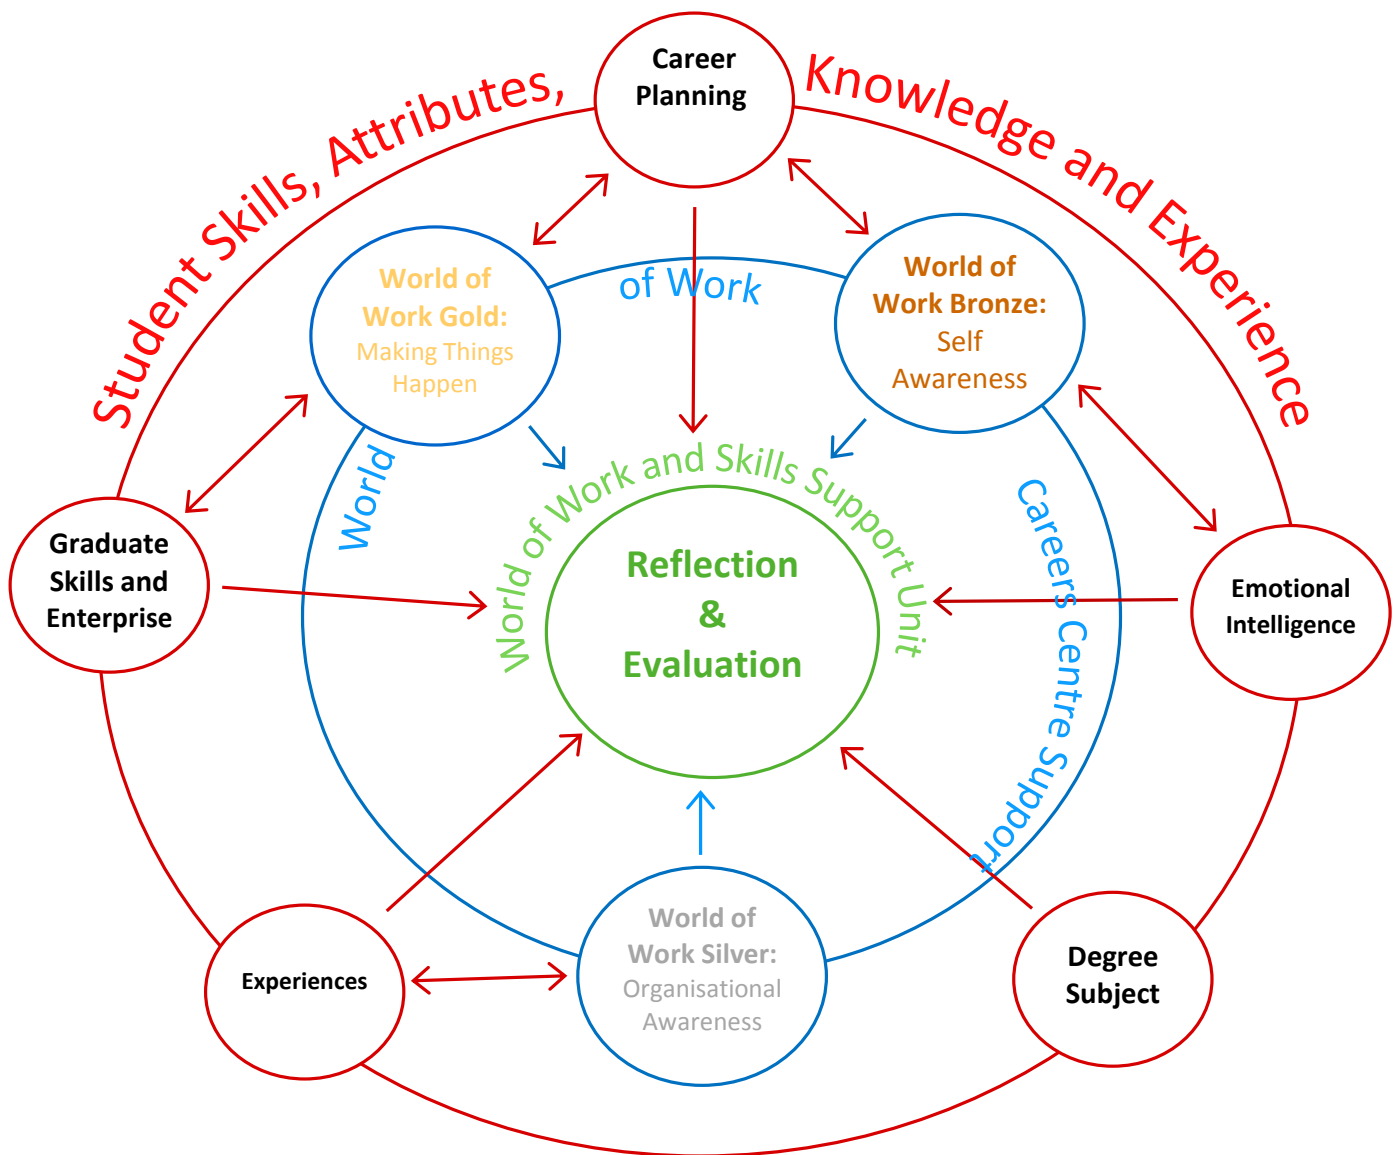 Career
Planning
Student Skills, Attributes,
Knowledge and Experience
World of
Work Gold:
Making Things
Happen
of Work
World of
Work Bronze:
Self
Awareness
World
Careers Centre Support
World of Work and Skills Support Unit
Reflection
&
Evaluation
Graduate
Skills and
Enterprise
Emotional
Intelligence
Experiences
World of
Work Silver:
Organisational
Awareness
Degree
Subject